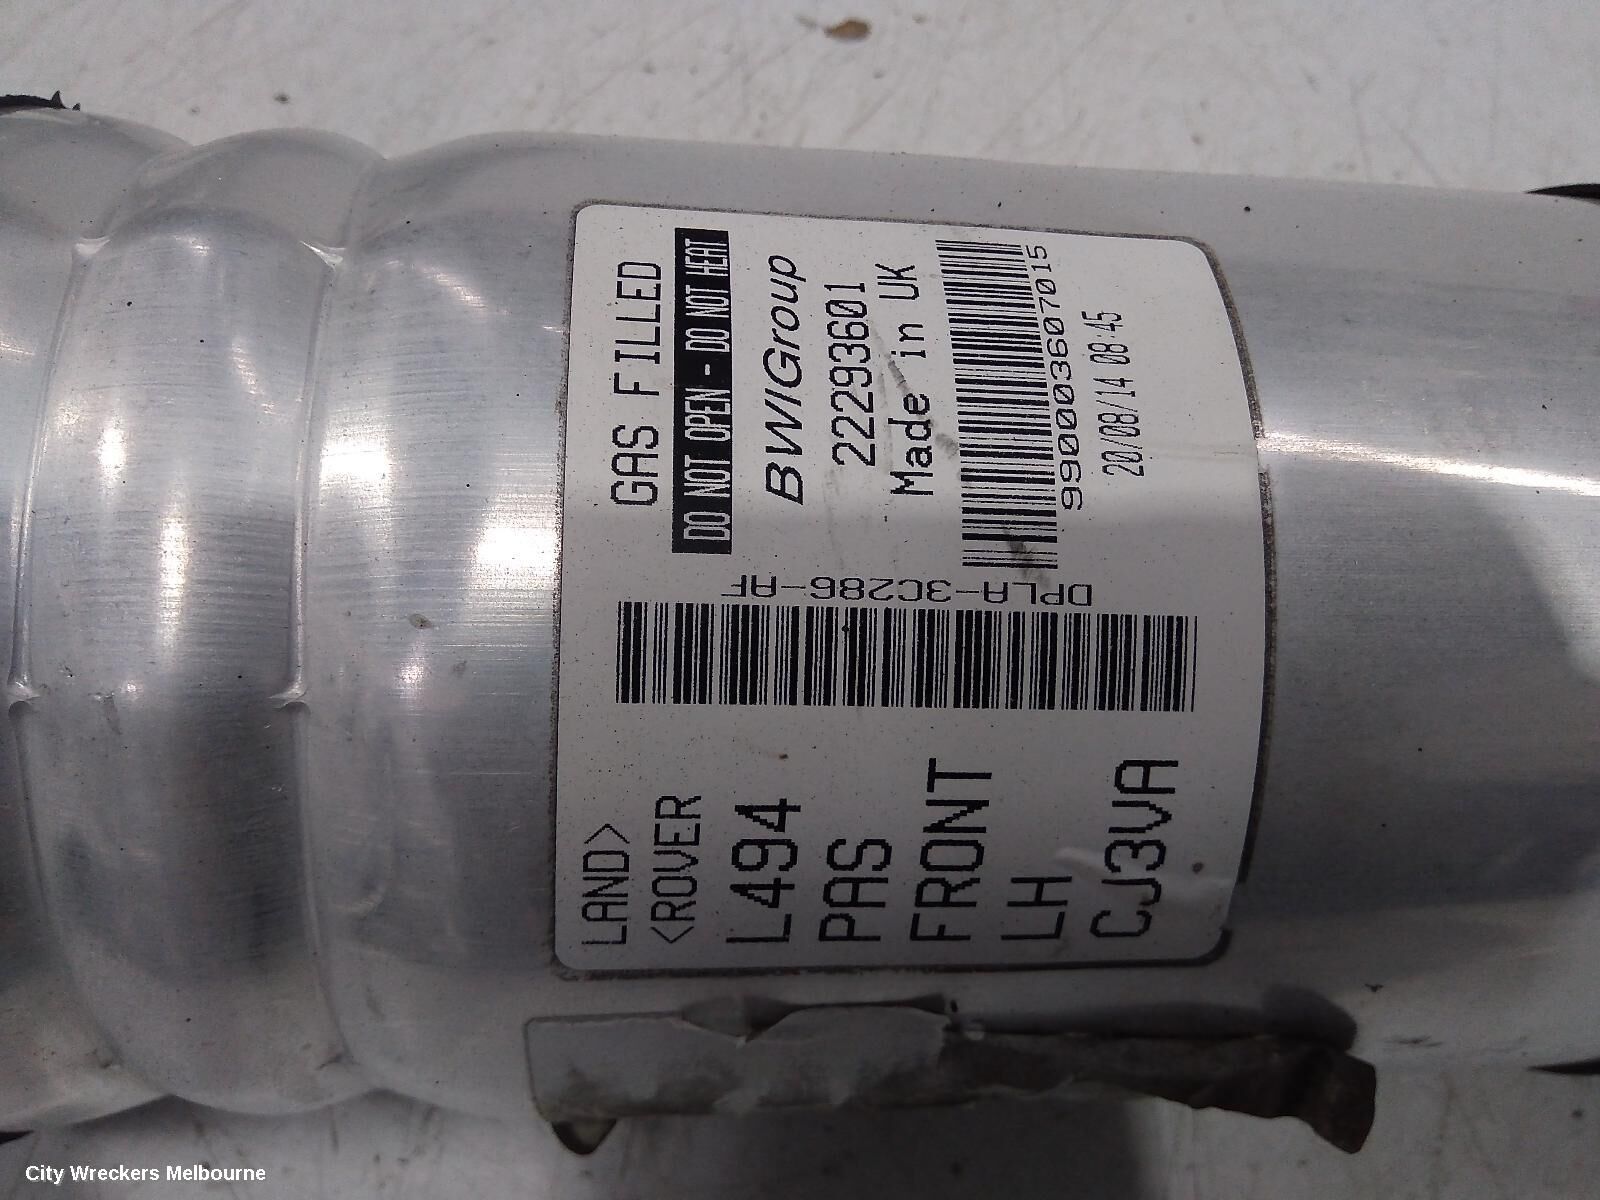 LAND>
<ROVER
L494
PAS
FRONT
LH
CJ3VA
DPLA-3C286-AF
GAS FILLED
DO NOT OPEN - DO NOT HEAT
BWIGroup
22293601
Made in UK
990003607015
20/08/14 08:45
City Wreckers Melbourne